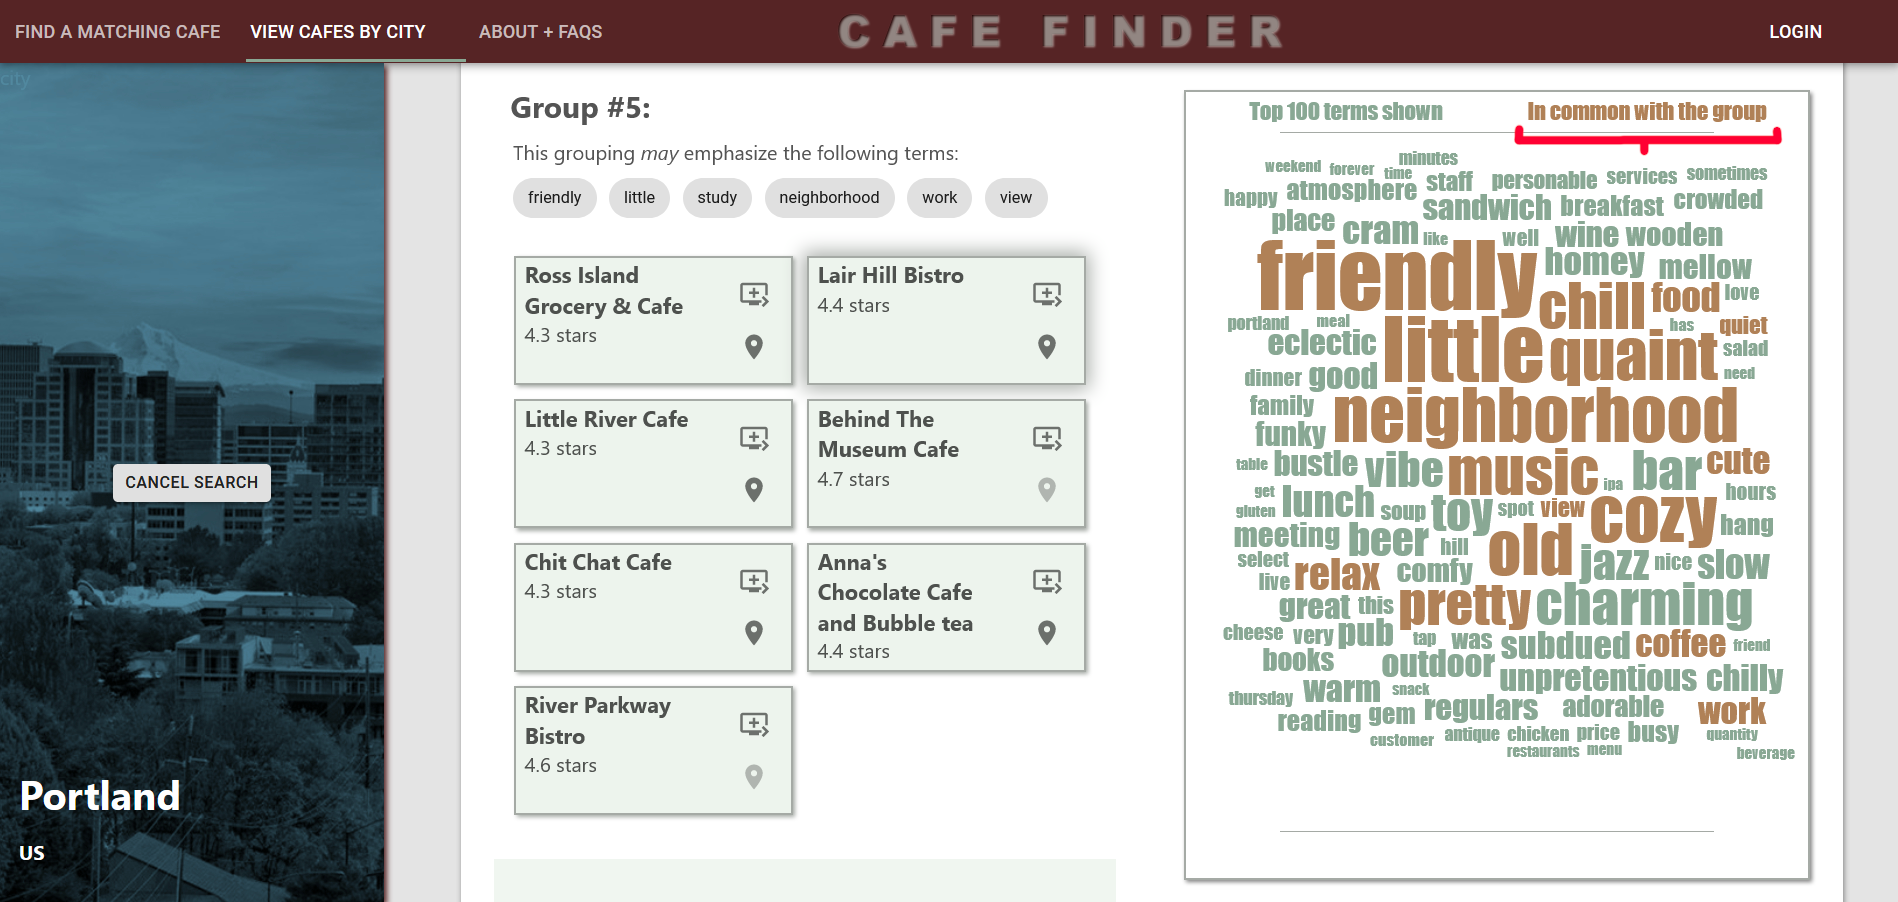 FIND A MATCHING CAFE
VIEW CAFES BY CITY
ABOUT + FAQS
CAFE FINDER
LOGIN
city
CANCEL SEARCH
Portland
US
Group #5:
This grouping may emphasize the following terms:
friendly
little
study
neighborhood
work
view
Ross Island
Grocery & Cafe
4.3 stars
Lair Hill Bistro
4.4 stars
Little River Cafe
4.3 stars
Behind The
Museum Cafe
4.7 stars
Chit Chat Cafe
4.3 stars
Anna's
Chocolate Cafe
and Bubble tea
4.4 stars
River Parkway
Bistro
4.6 stars
Top 100 terms shown
In common with the group
weekend forever time minutes
happy atmosphere staff personable services sometimes
place cram like sandwich breakfast crowded
well wine wooden
friendly homey mellow
chill food love
portland meal has quiet
eclectic little quaint salad
dinner good need
family neighborhood
funky
table bustle vibe music ipa bar cute
get lunch hours
gluten soup toy spot view cozy hang
meeting beer hill old
select comfy jazz nice slow
live relax
great this pretty charming
cheese very pub tap was subdued coffee friend
books outdoor
unpretentious chilly
thursday warm snack
reading gem regulars adorable work
customer antique chicken price busy quantity
restaurants menu beverage